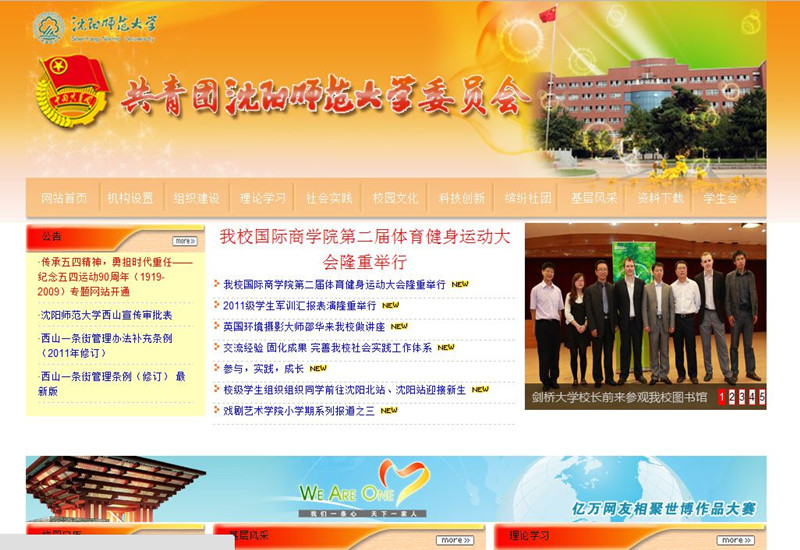 沈阳师范大学
Shenyang Normal University
共青团沈阳师范大学委员会
网站首页 机构设置 组织建设 理论学习 社会实践 校园文化 科技创新 缤纷社团 基层风采 资料下载 学生会
公告 more
·传承五四精神，勇担时代重任——
纪念五四运动90周年（1919-
2009）专题网站开通
·沈阳师范大学西山宣传审批表
·西山一条街管理办法补充条例
（2011年修订）
·西山一条街管理条例（修订） 最
新版
我校国际商学院第二届体育健身运动大
会隆重举行
我校国际商学院第二届体育健身运动大会隆重举行 NEW
2011级学生军训汇报表演隆重举行 NEW
英国环境摄影大师邵华来我校做讲座 NEW
交流经验 固化成果 完善我校社会实践工作体系 NEW
参与，实践，成长 NEW
校级学生组织组织同学前往沈阳北站、沈阳站迎接新生 NEW
戏剧艺术学院小学期系列报道之三 NEW
剑桥大学校长前来参观我校图书馆 1 2 3 4 5
WE ARE ONE
我们一条心 天下一家人
亿万网友相聚世博作品大赛
基层风采 more
理论学习 more